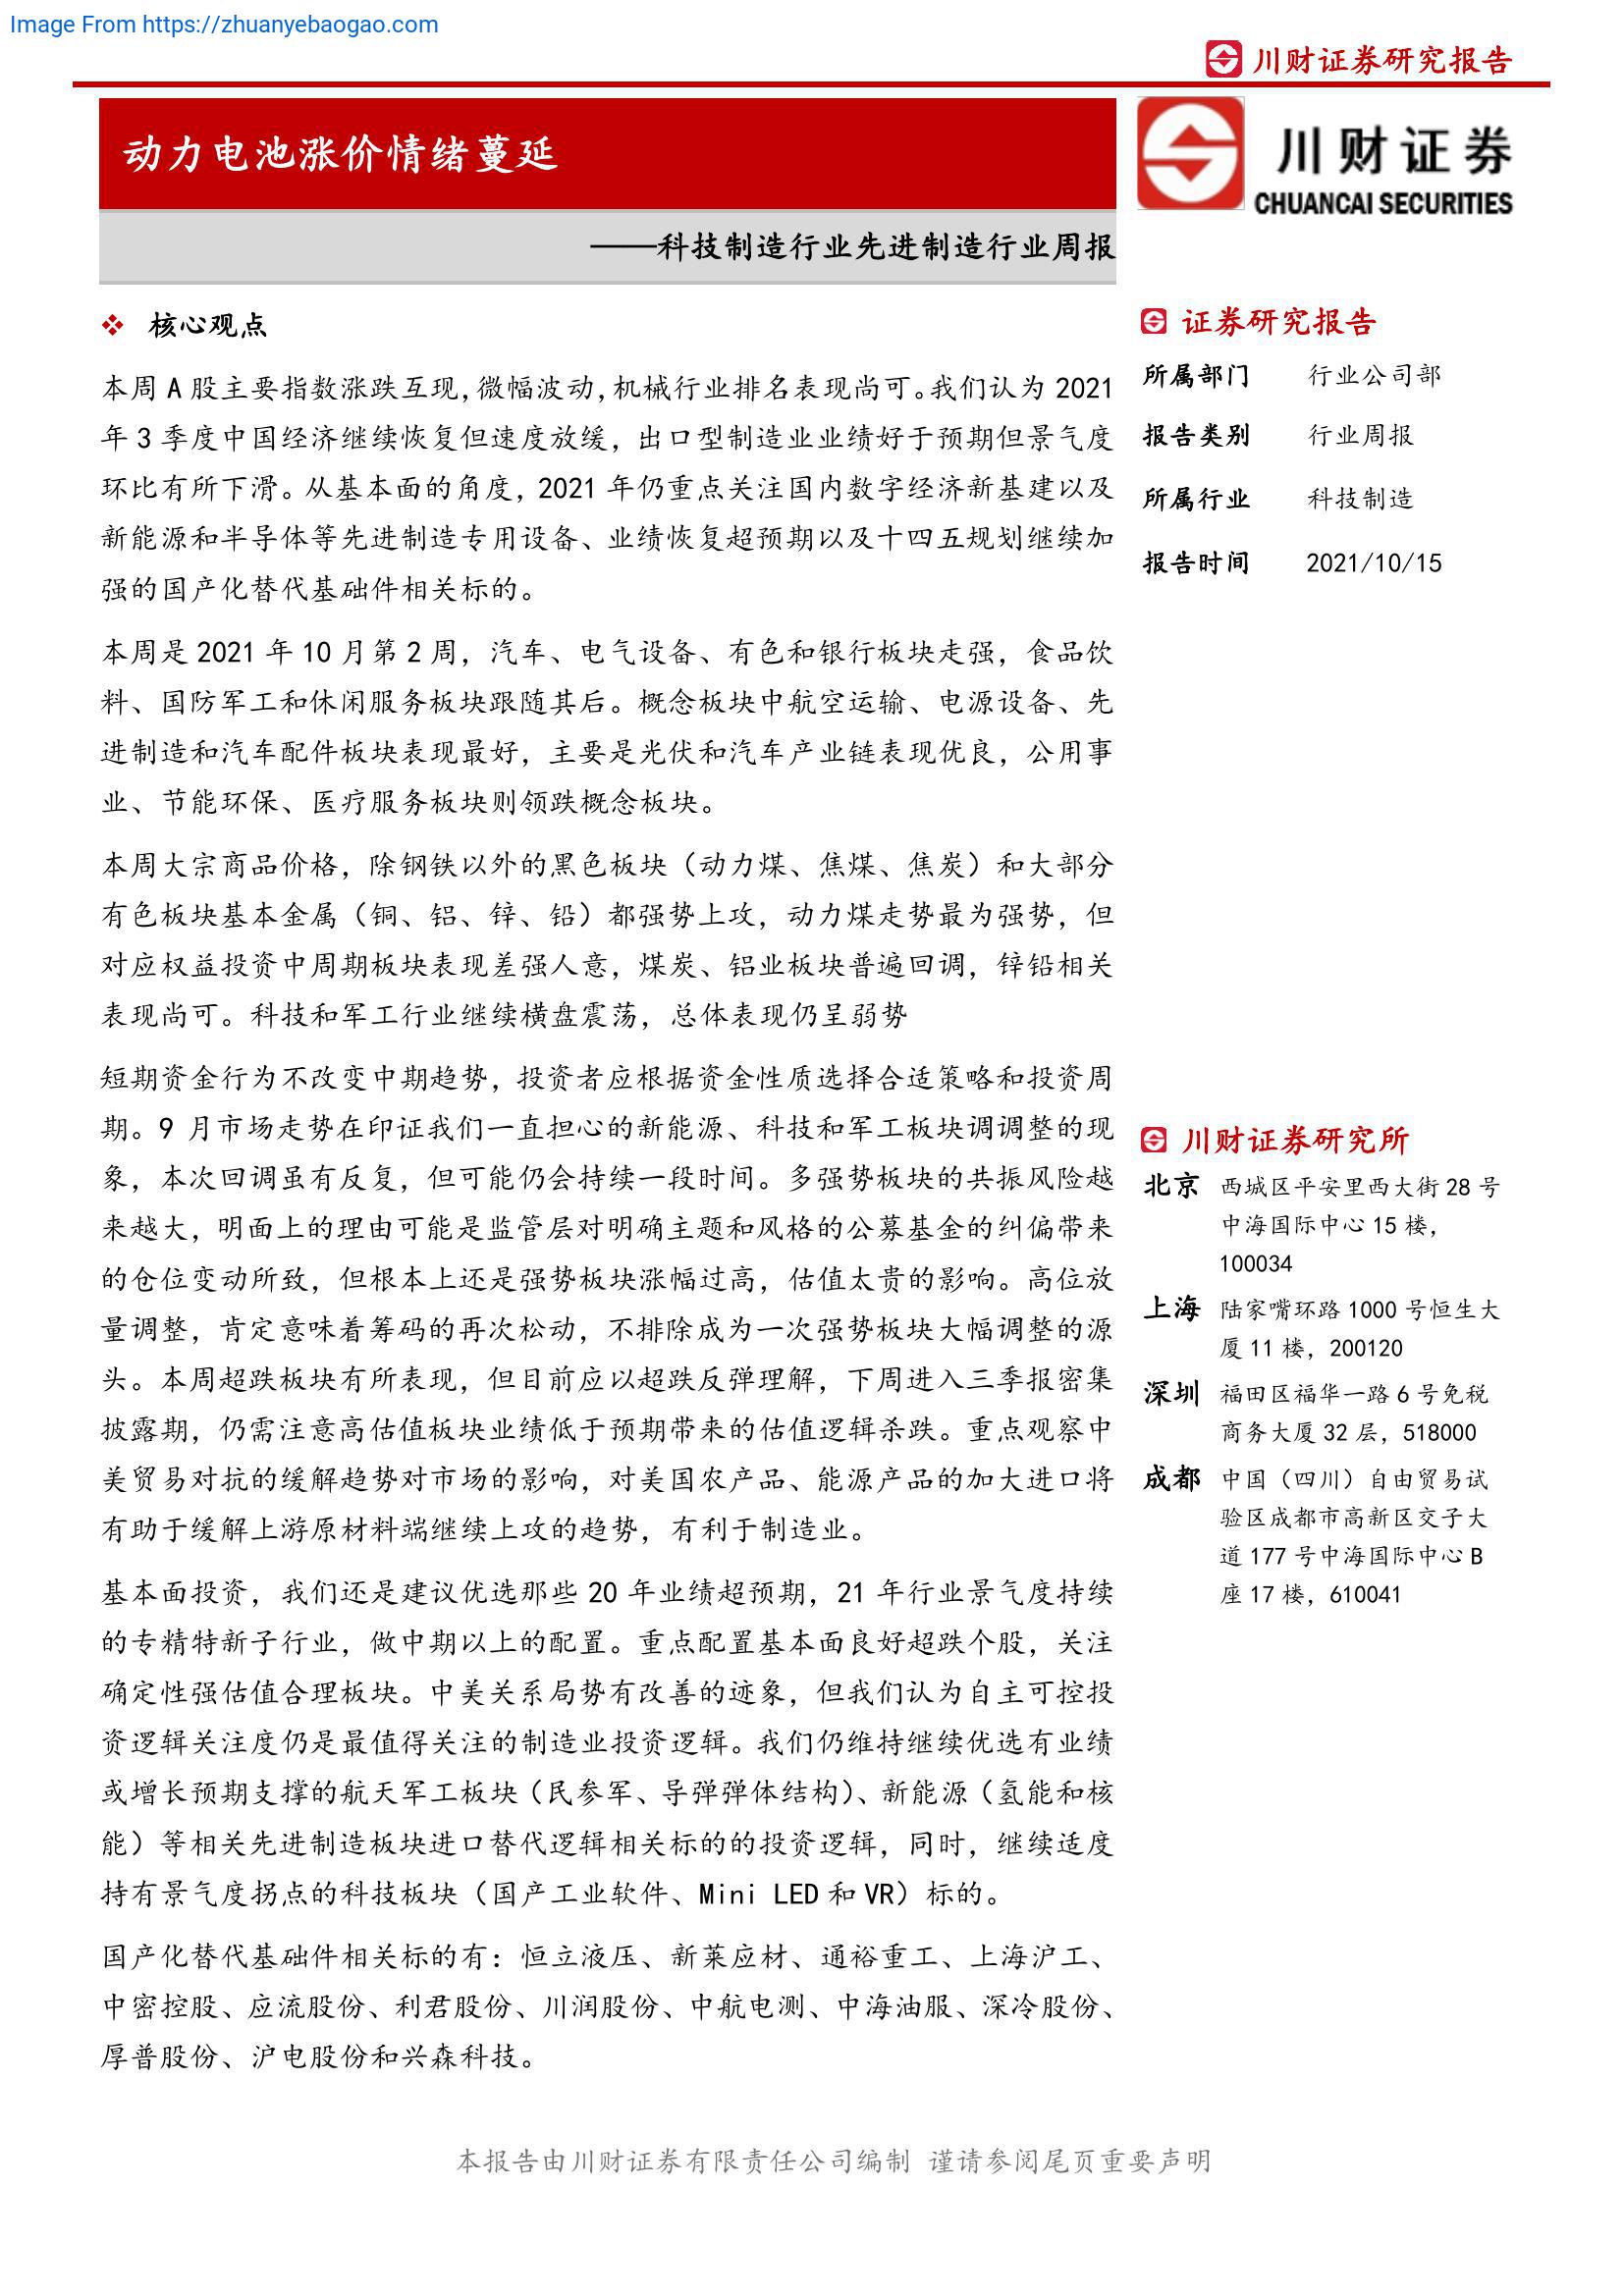 Image From https://zhuanyebaogao.com
川财证券研究报告
动力电池涨价情绪蔓延
——科技制造行业先进制造行业周报
川财证券
CHUANCAI SECURITIES
❖ 核心观点
本周 A 股主要指数涨跌互现,微幅波动,机械行业排名表现尚可。我们认为 2021
年 3 季度中国经济继续恢复但速度放缓，出口型制造业业绩好于预期但景气度
环比有所下滑。从基本面的角度，2021 年仍重点关注国内数字经济新基建以及
新能源和半导体等先进制造专用设备、业绩恢复超预期以及十四五规划继续加
强的国产化替代基础件相关标的。
本周是 2021 年 10 月第 2 周，汽车、电气设备、有色和银行板块走强，食品饮
料、国防军工和休闲服务板块跟随其后。概念板块中航空运输、电源设备、先
进制造和汽车配件板块表现最好，主要是光伏和汽车产业链表现优良，公用事
业、节能环保、医疗服务板块则领跌概念板块。
本周大宗商品价格，除钢铁以外的黑色板块（动力煤、焦煤、焦炭）和大部分
有色板块基本金属（铜、铝、锌、铅）都强势上攻，动力煤走势最为强势，但
对应权益投资中周期板块表现差强人意，煤炭、铝业板块普遍回调，锌铅相关
表现尚可。科技和军工行业继续横盘震荡，总体表现仍呈弱势
短期资金行为不改变中期趋势，投资者应根据资金性质选择合适策略和投资周
期。9 月市场走势在印证我们一直担心的新能源、科技和军工板块调调整的现
象，本次回调虽有反复，但可能仍会持续一段时间。多强势板块的共振风险越
来越大，明面上的理由可能是监管层对明确主题和风格的公募基金的纠偏带来
的仓位变动所致，但根本上还是强势板块涨幅过高，估值太贵的影响。高位放
量调整，肯定意味着筹码的再次松动，不排除成为一次强势板块大幅调整的源
头。本周超跌板块有所表现，但目前应以超跌反弹理解，下周进入三季报密集
披露期，仍需注意高估值板块业绩低于预期带来的估值逻辑杀跌。重点观察中
美贸易对抗的缓解趋势对市场的影响，对美国农产品、能源产品的加大进口将
有助于缓解上游原材料端继续上攻的趋势，有利于制造业。
基本面投资，我们还是建议优选那些 20 年业绩超预期，21 年行业景气度持续
的专精特新子行业，做中期以上的配置。重点配置基本面良好超跌个股，关注
确定性强估值合理板块。中美关系局势有改善的迹象，但我们认为自主可控投
资逻辑关注度仍是最值得关注的制造业投资逻辑。我们仍维持继续优选有业绩
或增长预期支撑的航天军工板块（民参军、导弹弹体结构）、新能源（氢能和核
能）等相关先进制造板块进口替代逻辑相关标的的投资逻辑，同时，继续适度
持有景气度拐点的科技板块（国产工业软件、Mini LED 和 VR）标的。
国产化替代基础件相关标的有：恒立液压、新莱应材、通裕重工、上海沪工、
中密控股、应流股份、利君股份、川润股份、中航电测、中海油服、深冷股份、
厚普股份、沪电股份和兴森科技。
证券研究报告
所属部门 行业公司部
报告类别 行业周报
所属行业 科技制造
报告时间 2021/10/15
川财证券研究所
北京 西城区平安里西大街 28 号
中海国际中心 15 楼，
100034
上海 陆家嘴环路 1000 号恒生大
厦 11 楼，200120
深圳 福田区福华一路 6 号免税
商务大厦 32 层，518000
成都 中国（四川）自由贸易试
验区成都市高新区交子大
道 177 号中海国际中心 B
座 17 楼，610041
本报告由川财证券有限责任公司编制 谨请参阅尾页重要声明